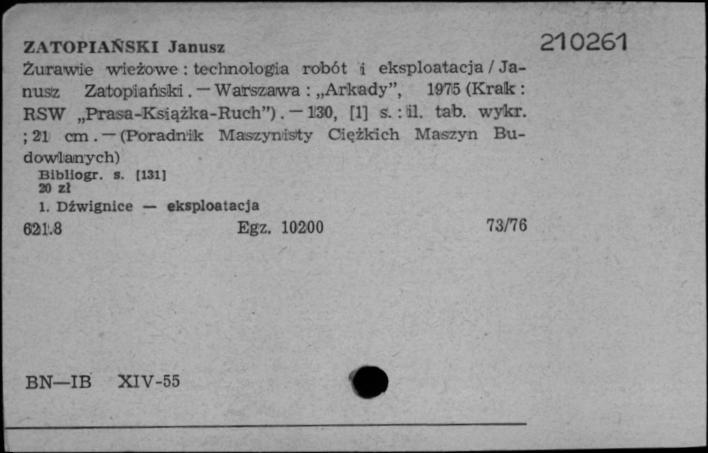 ZATOPIAŃSKI Janusz
210261
Żurawie wieżowe : technologia robót i eksploatacja / Ja-
nusz Zatopiański. — Warszawa : „Arkady”, 1975 (Krak :
RSW „Prasa-Książka-Ruch”). — 130, [1] s. : il. tab. wykr.
; 21 cm. — (Poradnik Maszynisty Ciężkich Maszyn Bu-
dowlanych)
Bibliogr. s. [131]
20 zł
1. Dźwignice — eksploatacja
621.8 Egz. 10200 73/76
BN—IB XIV-55